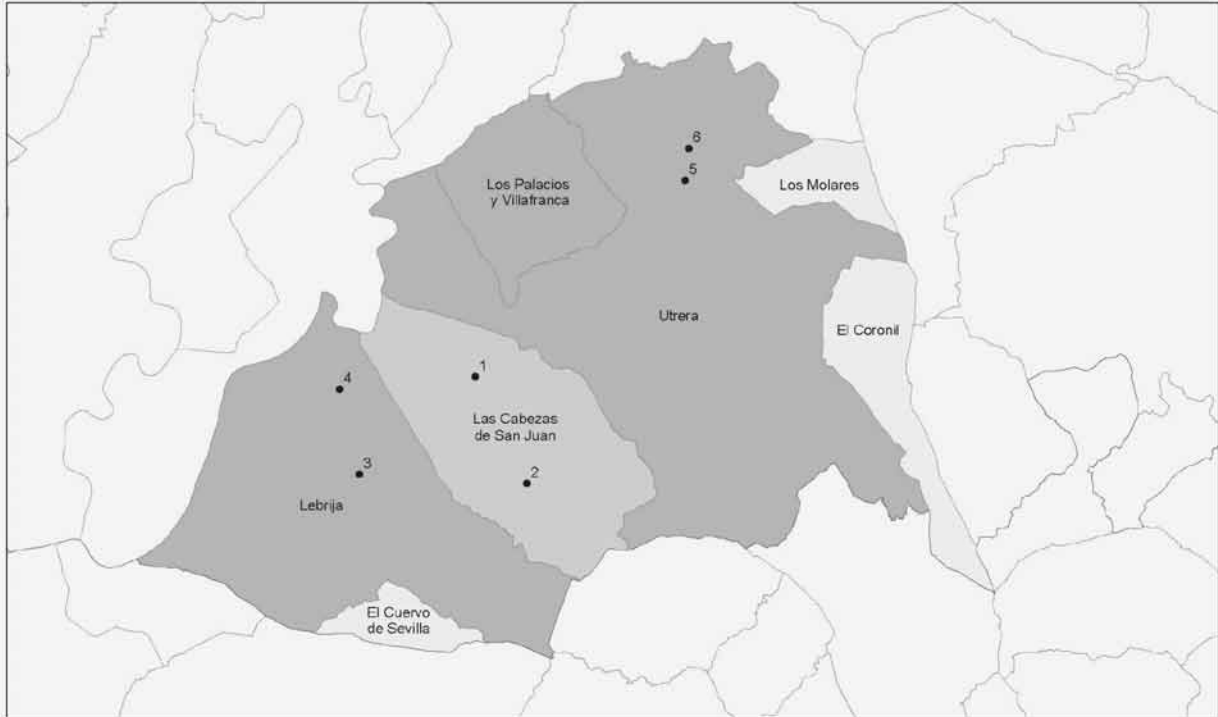 6
5
Los Palacios
y Villafranca
Los Molares
Utrera
El Coronil
1
4
Las Cabezas
de San Juan
3
2
Lebrija
El Cuervo
de Sevilla